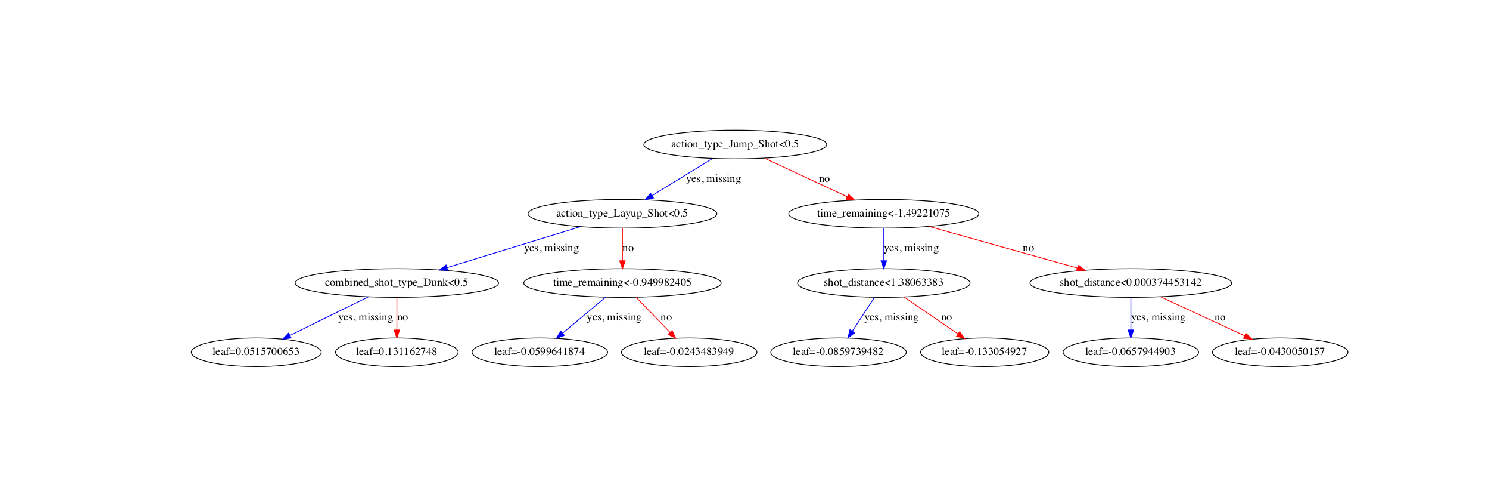 action_type_Jump_Shot<0.5
yes, missing
no
action_type_Layup_Shot<0.5
time_remaining<-1.49221075
yes, missing
no
yes, missing
no
combined_shot_type_Dunk<0.5
time_remaining<-0.949982405
shot_distance<1.38063383
shot_distance<0.000374453142
yes, missing
no
yes, missing
no
yes, missing
no
yes, missing
no
leaf=0.0515700653
leaf=0.131162748
leaf=-0.0599641874
leaf=-0.0243483949
leaf=-0.0859739482
leaf=-0.133054927
leaf=-0.0657944903
leaf=-0.0430050157